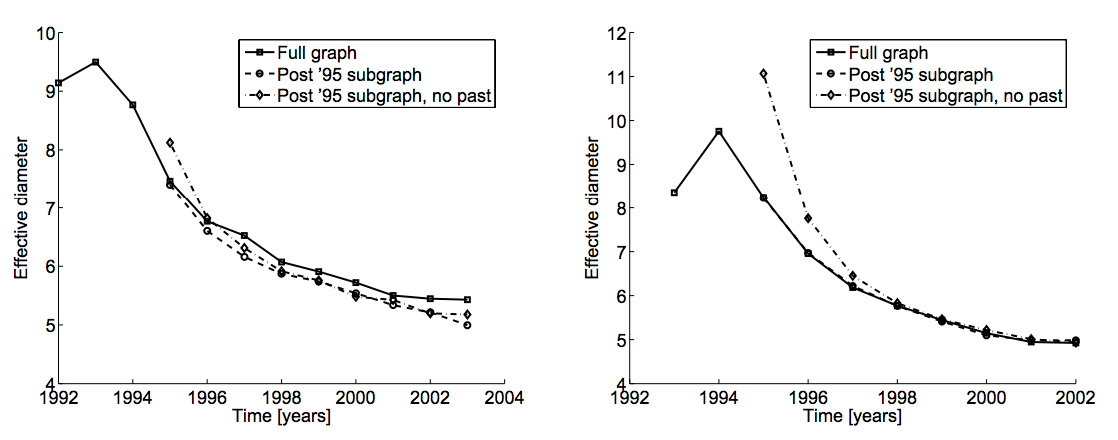 10
9
8
7
6
5
4
Effective diameter
Full graph
Post '95 subgraph
Post '95 subgraph, no past
1992 1994 1996 1998 2000 2002 2004
Time [years]
12
11
10
9
8
7
6
5
4
Effective diameter
Full graph
Post '95 subgraph
Post '95 subgraph, no past
1992 1994 1996 1998 2000 2002
Time [years]